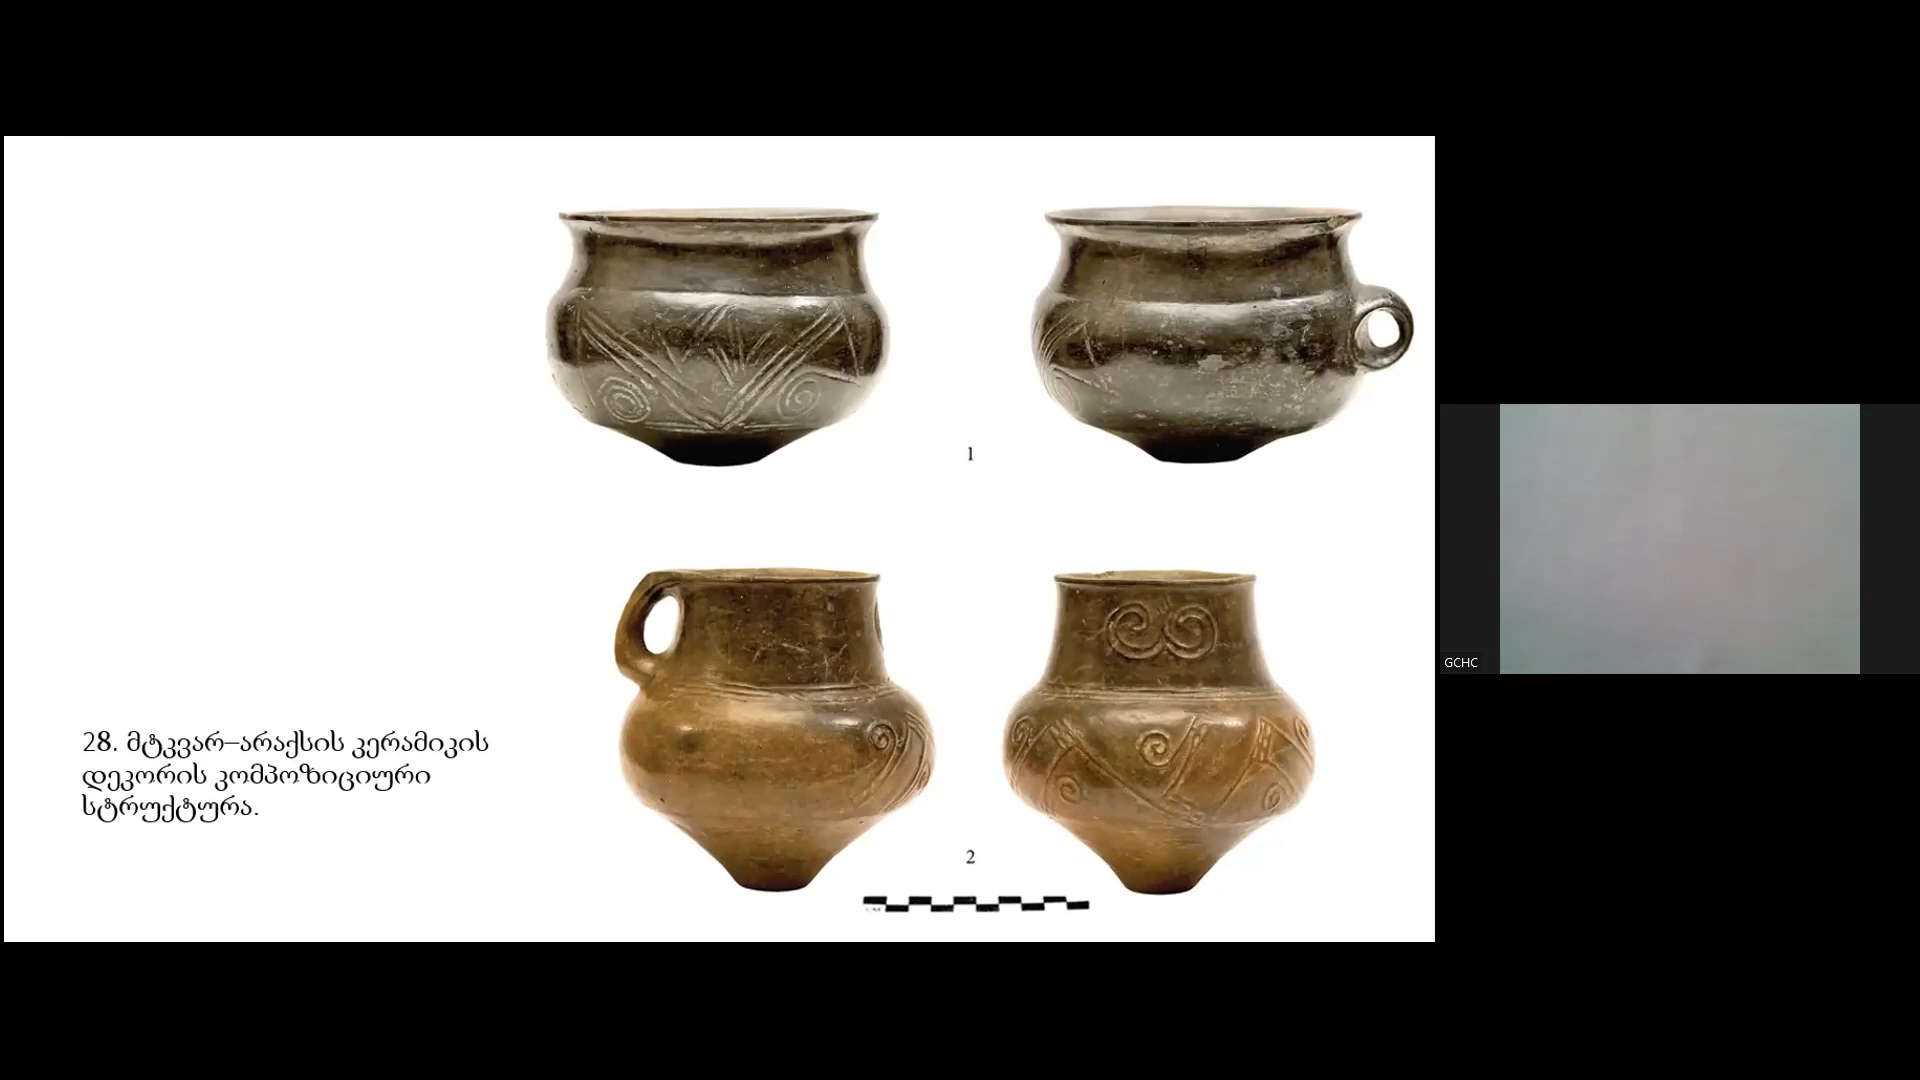 28. მტკვარ–არაქსის კერამიკის
დეკორის კომპოზიციური
სტრუქტურა.
1
2
GCHC